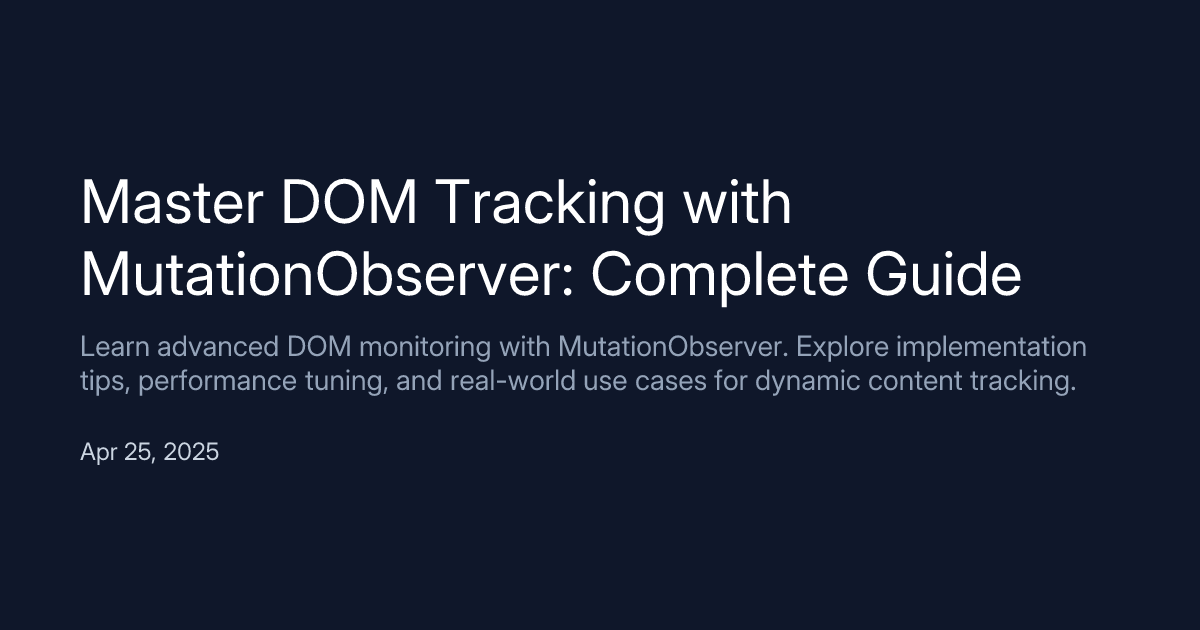 Master DOM Tracking with
MutationObserver: Complete Guide
Learn advanced DOM monitoring with MutationObserver. Explore implementation
tips, performance tuning, and real-world use cases for dynamic content tracking.
Apr 25, 2025